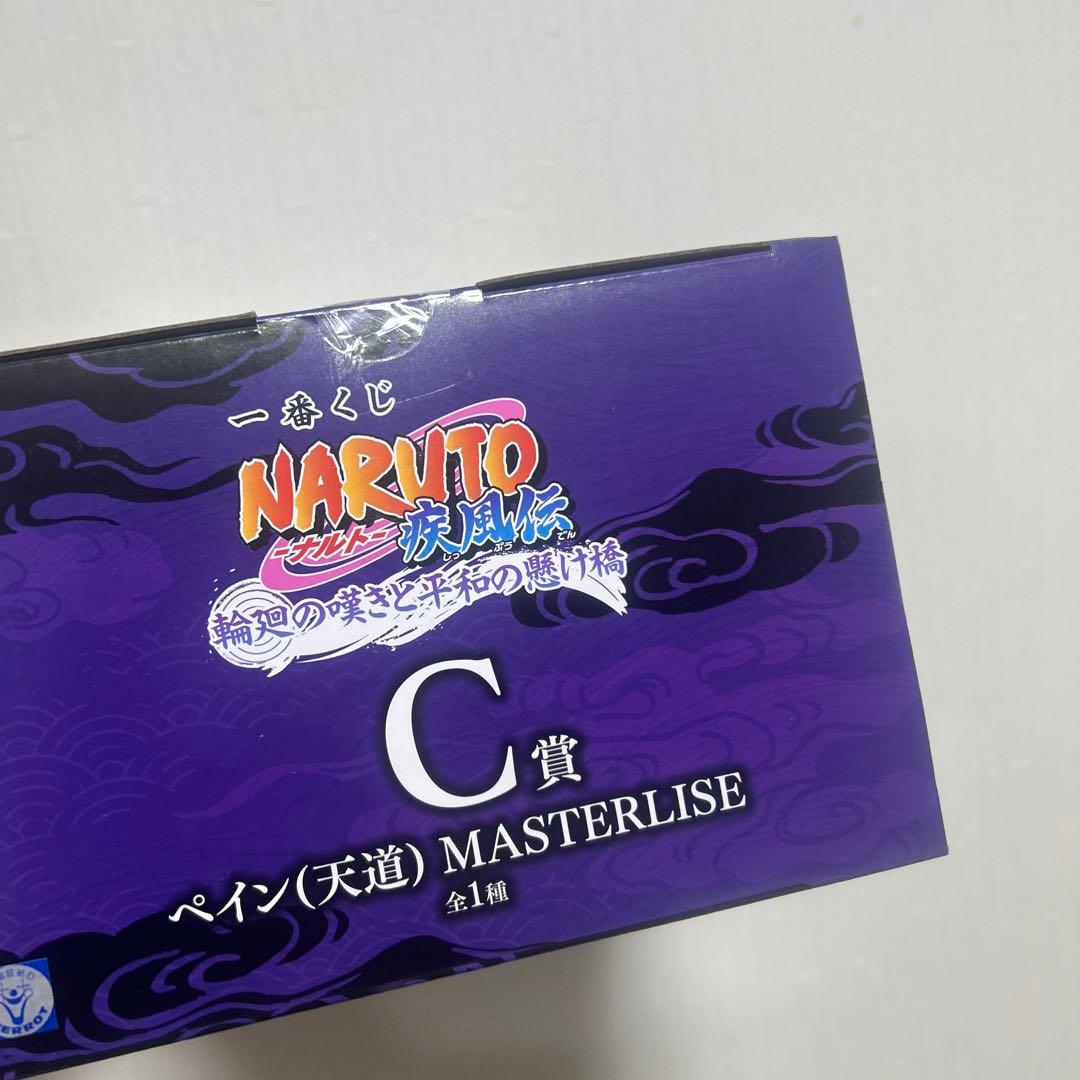 一番くじ
NARUTO
-ナルト-
疾風伝
しっ ぷう でん
輪廻の嘆きと平和の懸け橋
C賞
ペイン(天道) MASTERLISE
全1種